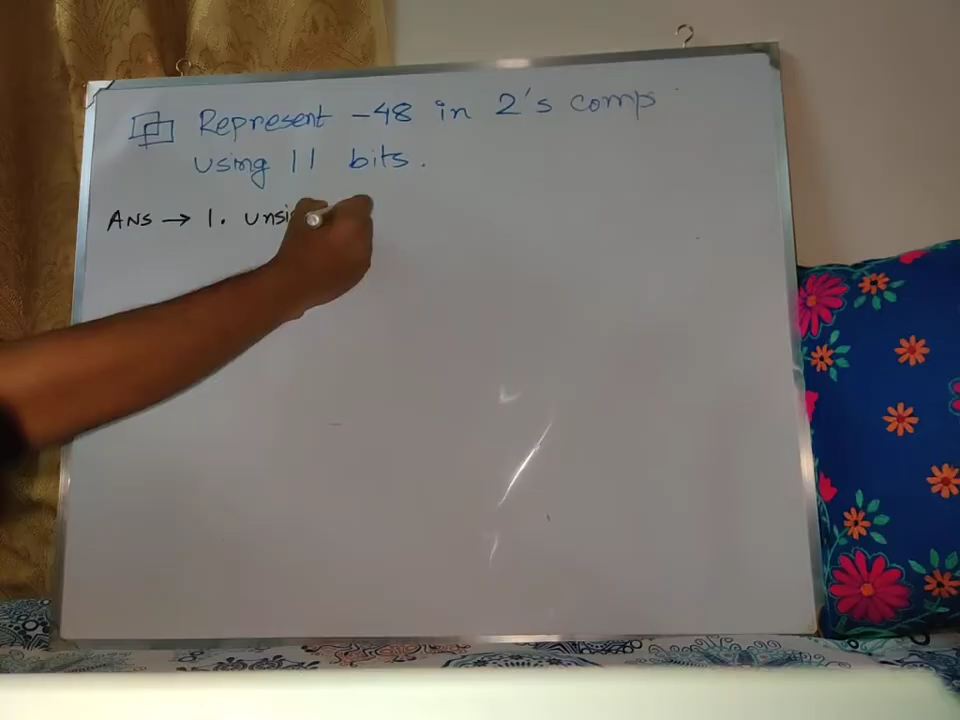 Represent -48 in 2's comp
using 11 bits.
Ans → 1. unsi